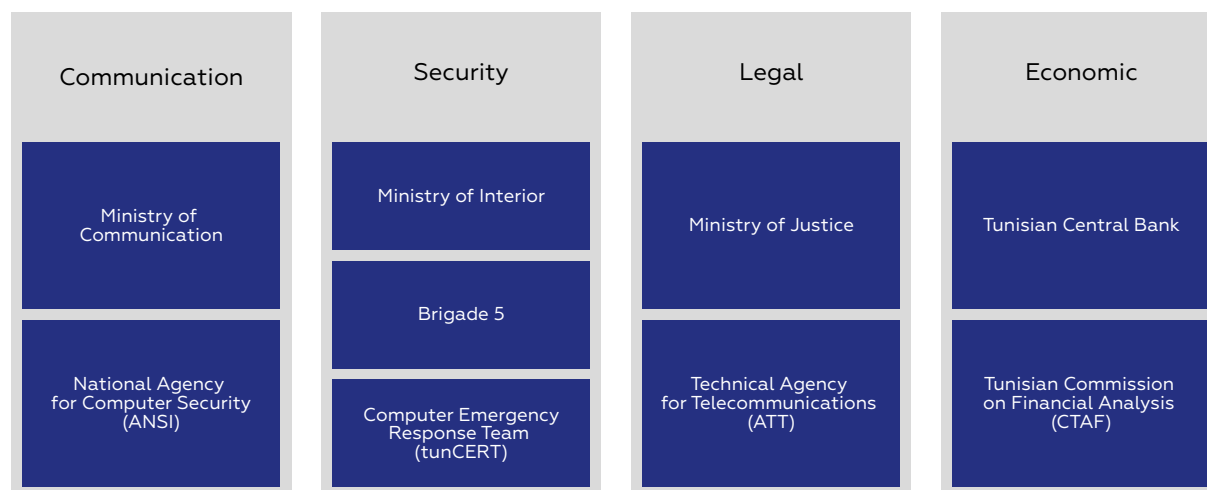 Communication
Ministry of
Communication
National Agency
for Computer Security
(ANSI)
Security
Ministry of Interior
Brigade 5
Computer Emergency
Response Team
(tunCERT)
Legal
Ministry of Justice
Technical Agency
for Telecommunications
(ATT)
Economic
Tunisian Central Bank
Tunisian Commission
on Financial Analysis
(CTAF)